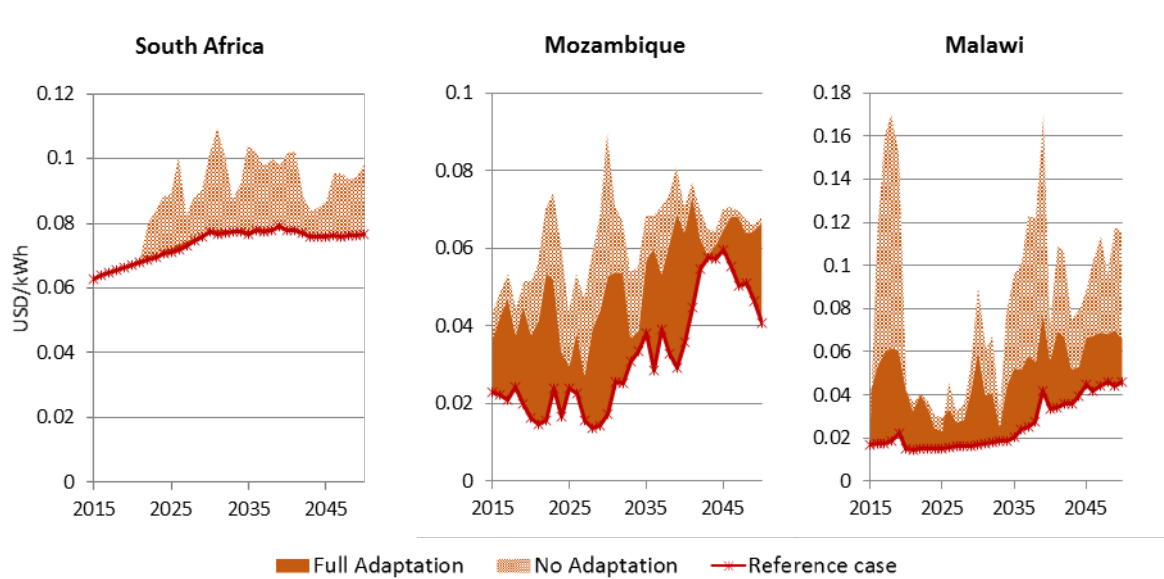 South Africa
Mozambique
Malawi
USD/kWh
0.12
0.1
0.08
0.06
0.04
0.02
0
2015 2025 2035 2045
0.1
0.08
0.06
0.04
0.02
0
2015 2025 2035 2045
0.18
0.16
0.14
0.12
0.1
0.08
0.06
0.04
0.02
0
2015 2025 2035 2045
Full Adaptation No Adaptation Reference case